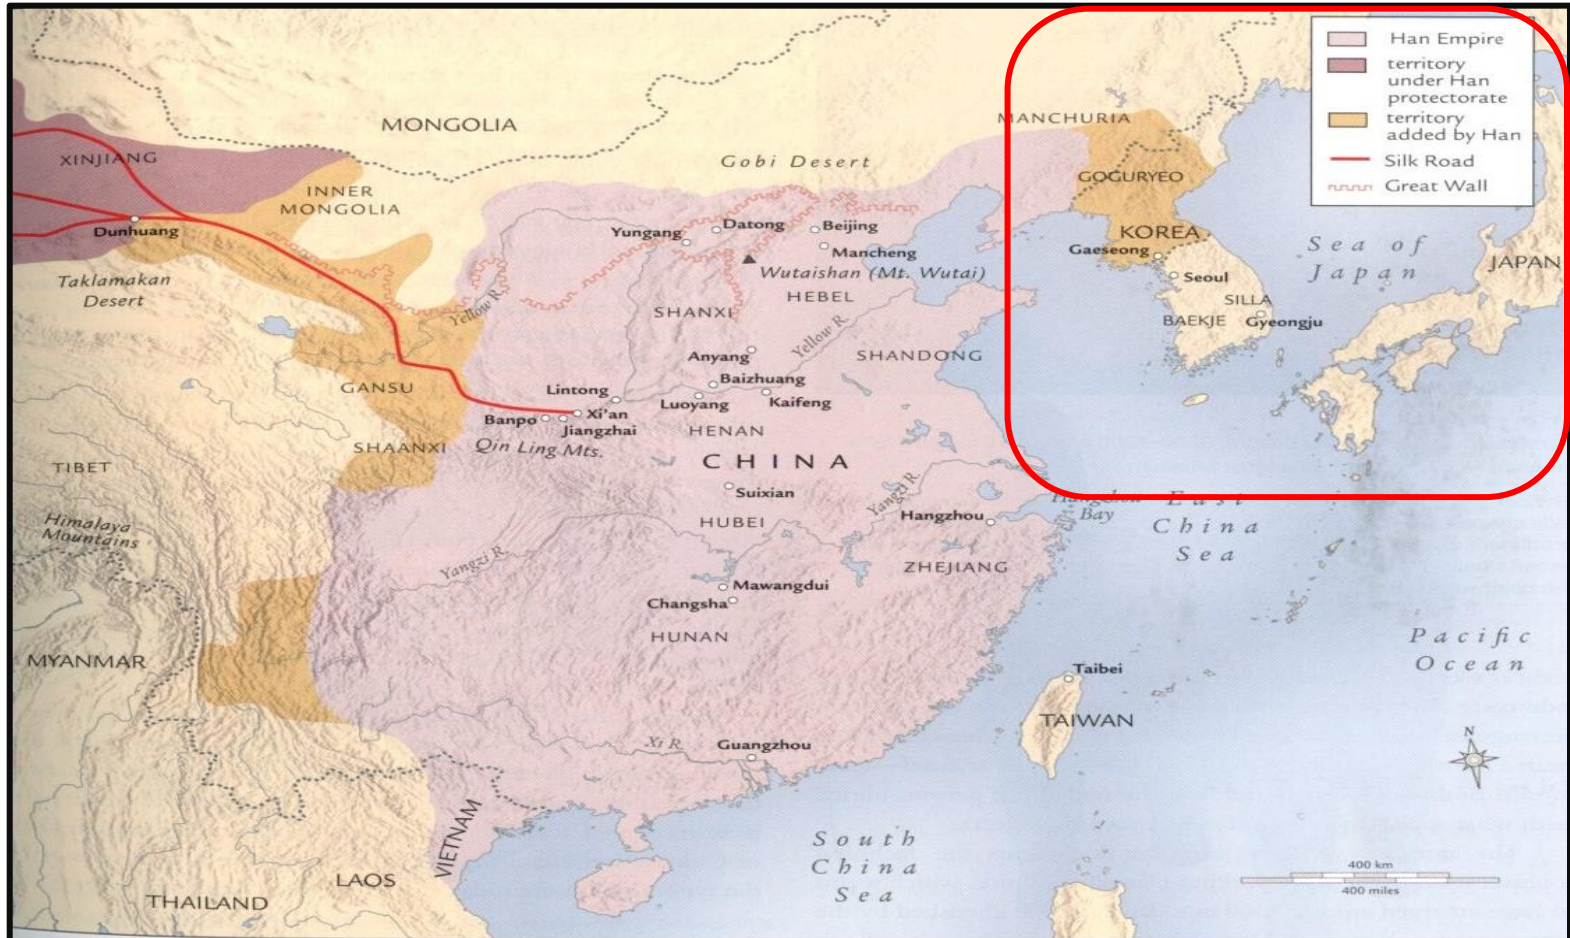 Han Empire
territory
under Han
protectorate
territory
added by Han
Silk Road
Great Wall
MONGOLIA
MANCHURIA
Gobi Desert
XINJIANG
INNER
MONGOLIA
GOGURYEO
Dunhuang
Yungang
Datong
Beijing
Mancheng
KOREA
Gaeseong
Seoul
Sea of
Japan
JAPAN
Taklamakan
Desert
Wutaishan (Mt. Wutai)
HEBEL
Yellow R.
SHANXI
SILLA
BAEKJE
Gyeongju
Yellow R.
Anyang
SHANDONG
GANSU
Lintong
Baizhuang
Luoyang
Kaifeng
Banpo
Xi'an
Jiangzhai
HENAN
SHAANXI
Qin Ling Mts.
CHINA
TIBET
Suixian
Yangzi R.
Hangzhou
Bay
East
China
Sea
HUBEI
Hangzhou
Himalaya
Mountains
Yangzi R.
ZHEJIANG
Mawangdui
Changsha
HUNAN
Pacific
Ocean
MYANMAR
Taibei
TAIWAN
Xi R.
Guangzhou
VIETNAM
South
China
Sea
N
400 km
400 miles
LAOS
THAILAND